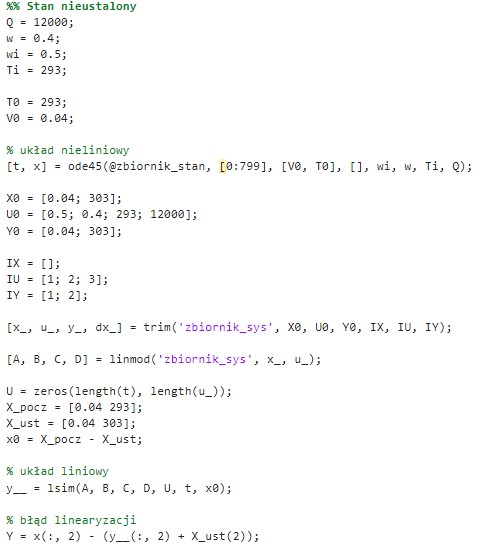 %% Stan nieustalony
Q = 12000;
w = 0.4;
wi = 0.5;
Ti = 293;
T0 = 293;
V0 = 0.04;
% układ nieliniowy
[t, x] = ode45(@zbiornik_stan, [0:799], [V0, T0], [], wi, w, Ti, Q);
X0 = [0.04; 303];
U0 = [0.5; 0.4; 293; 12000];
Y0 = [0.04; 303];
IX = [];
IU = [1; 2; 3];
IY = [1; 2];
[x_, u_, y_, dx_] = trim('zbiornik_sys', X0, U0, Y0, IX, IU, IY);
[A, B, C, D] = linmod('zbiornik_sys', x_, u_);
U = zeros(length(t), length(u_));
X_pocz = [0.04 293];
X_ust = [0.04 303];
x0 = X_pocz - X_ust;
% układ liniowy
y__ = lsim(A, B, C, D, U, t, x0);
% błąd linearyzacji
Y = x(:, 2) - (y__(:, 2) + X_ust(2));